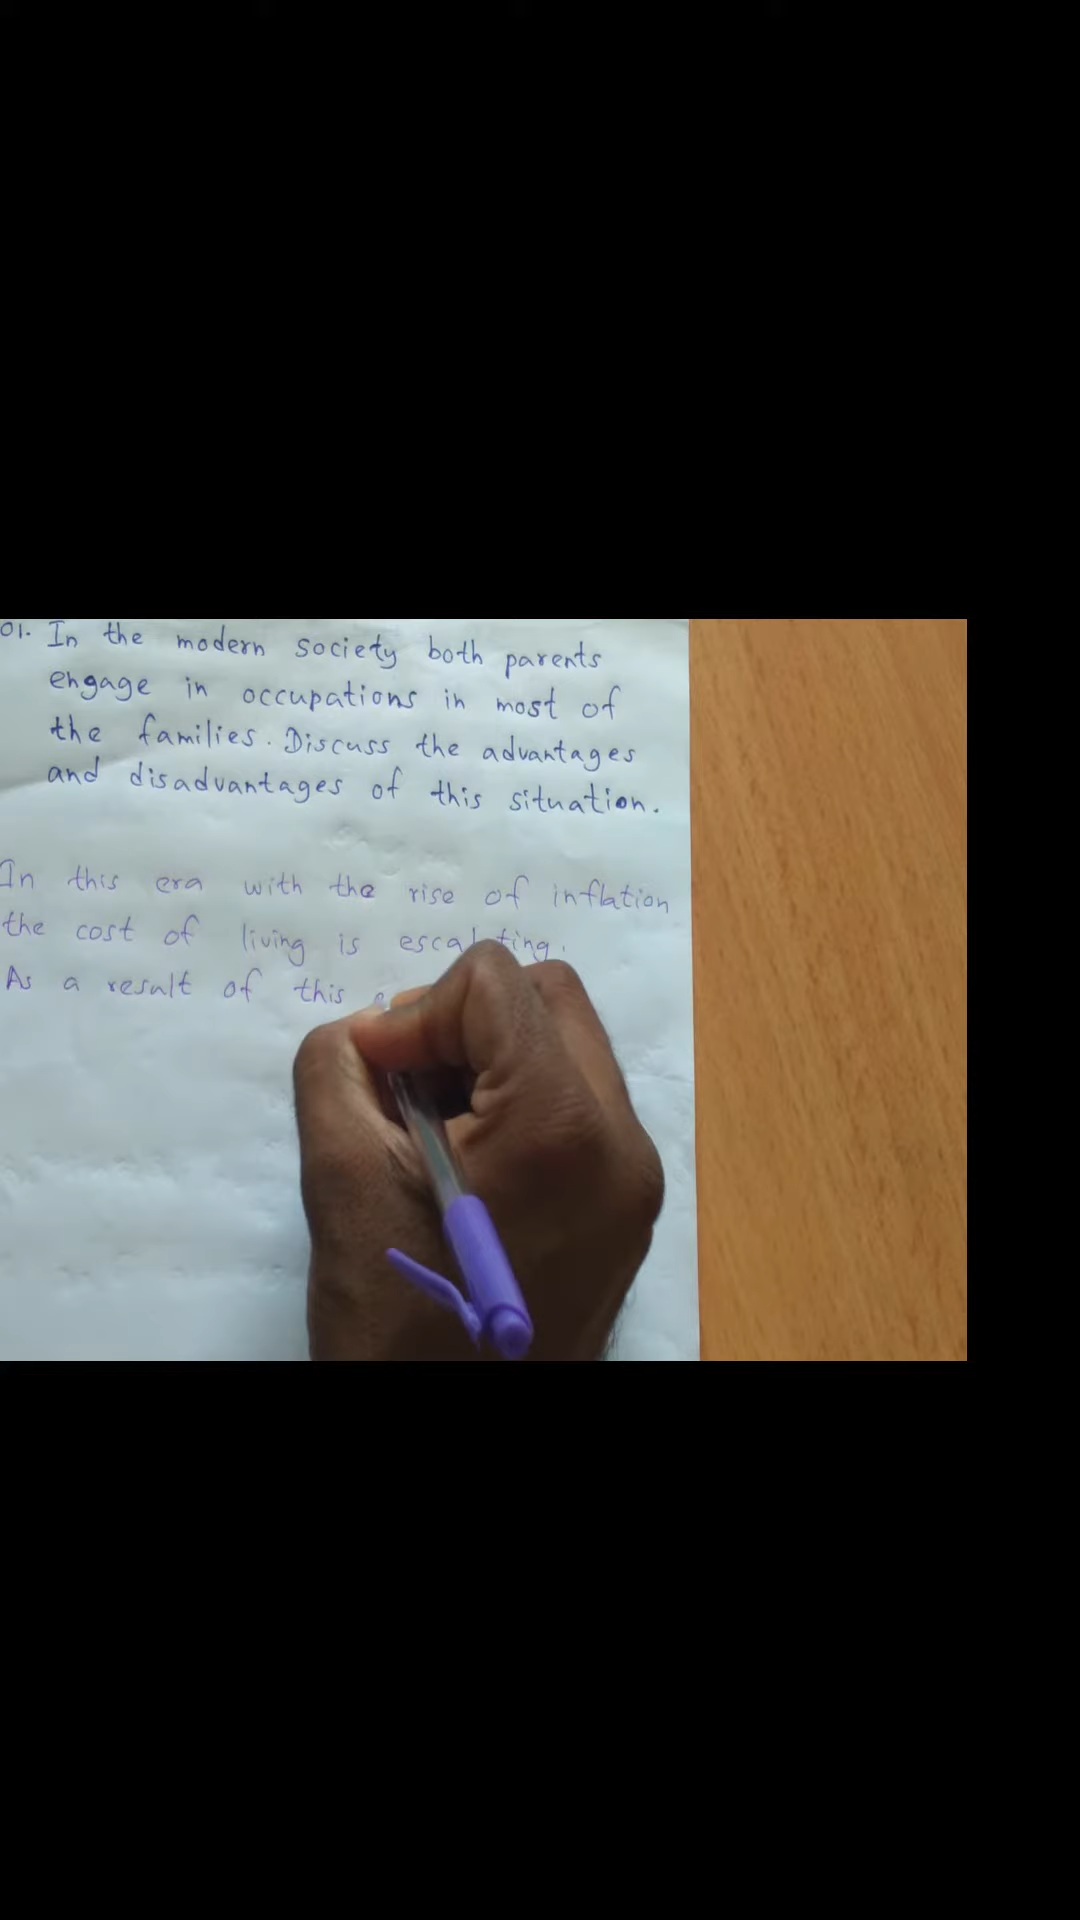 01. In the modern society both parents
engage in occupations in most of
the families. Discuss the advantages
and disadvantages of this situation.
In this era with the rise of inflation
the cost of living is escalating.
As a result of this